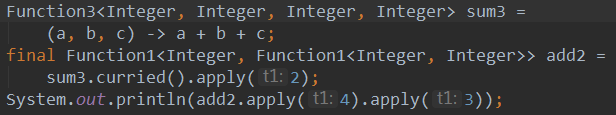 Function3<Integer, Integer, Integer, Integer> sum3 =
(a, b, c) -> a + b + c;
final Function1<Integer, Function1<Integer, Integer>> add2 =
sum3.curried().apply( t1: 2);
System.out.println(add2.apply( t1: 4).apply( t1: 3));